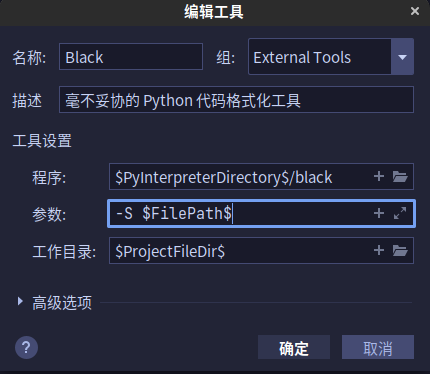 编辑工具
名称: Black 组: External Tools
描述 毫不妥协的 Python 代码格式化工具
工具设置
程序: $PyInterpreterDirectory$/black
参数: -S $FilePath$
工作目录: $ProjectFileDir$
高级选项
? 确定 取消